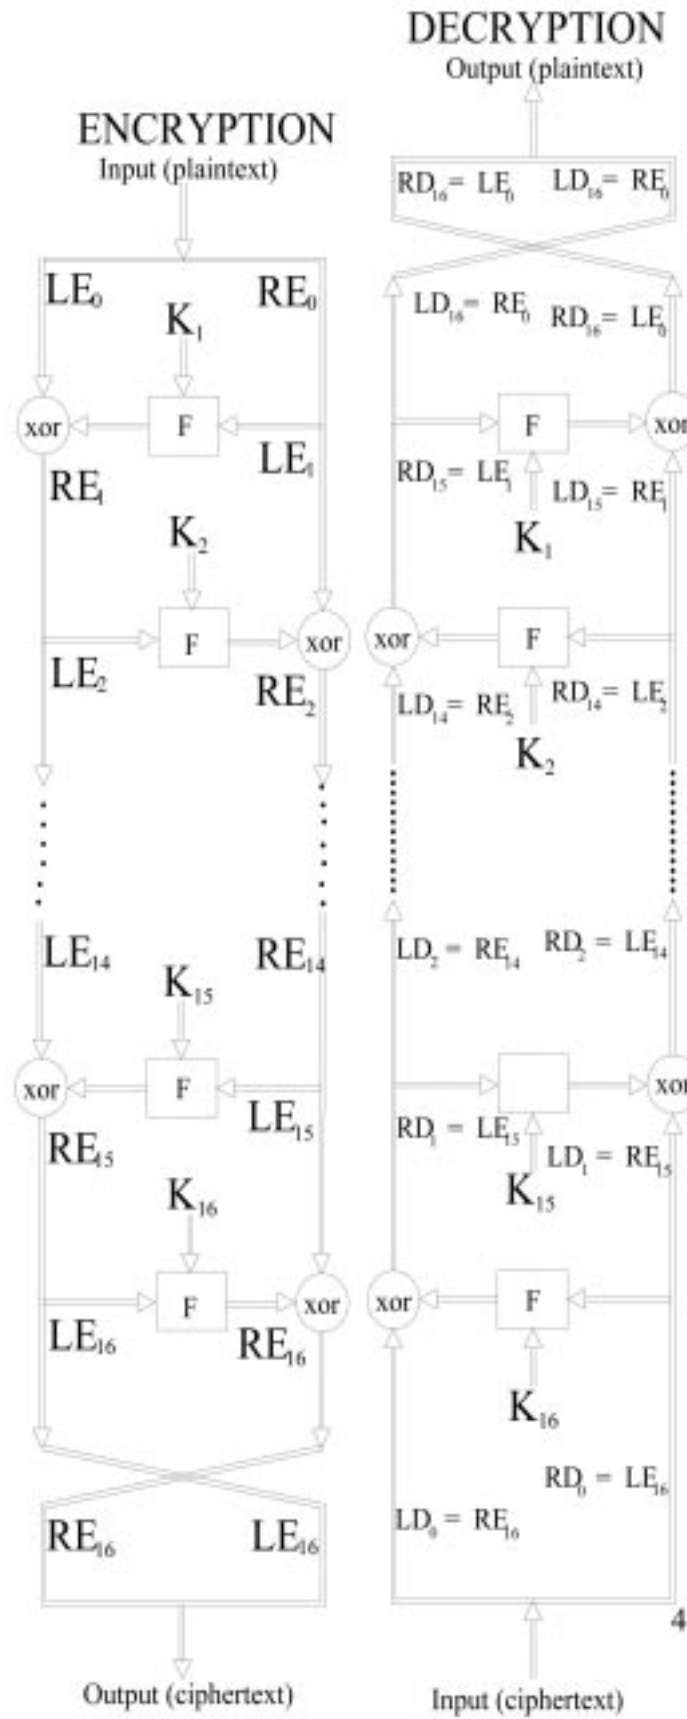 ENCRYPTION
Input (plaintext)
LE₀
RE₀
K₁
xor
F
LE₁
RE₁
K₂
F
xor
LE₂
RE₂
LE₁₄
RE₁₄
K₁₅
xor
F
LE₁₅
RE₁₅
K₁₆
F
xor
LE₁₆
RE₁₆
RE₁₆
LE₁₆
Output (ciphertext)
DECRYPTION
Output (plaintext)
RD₁₆ = LE₀
LD₁₆ = RE₀
LD₁₆ = RE₀
RD₁₆ = LE₀
F
xor
RD₁₅ = LE₁
LD₁₅ = RE₁
K₁
xor
F
LD₁₄ = RE₂
RD₁₄ = LE₂
K₂
LD₂ = RE₁₄
RD₂ = LE₁₄
xor
RD₁ = LE₁₅
LD₁ = RE₁₅
K₁₅
xor
F
K₁₆
RD₀ = LE₁₆
LD₀ = RE₁₆
4
Input (ciphertext)